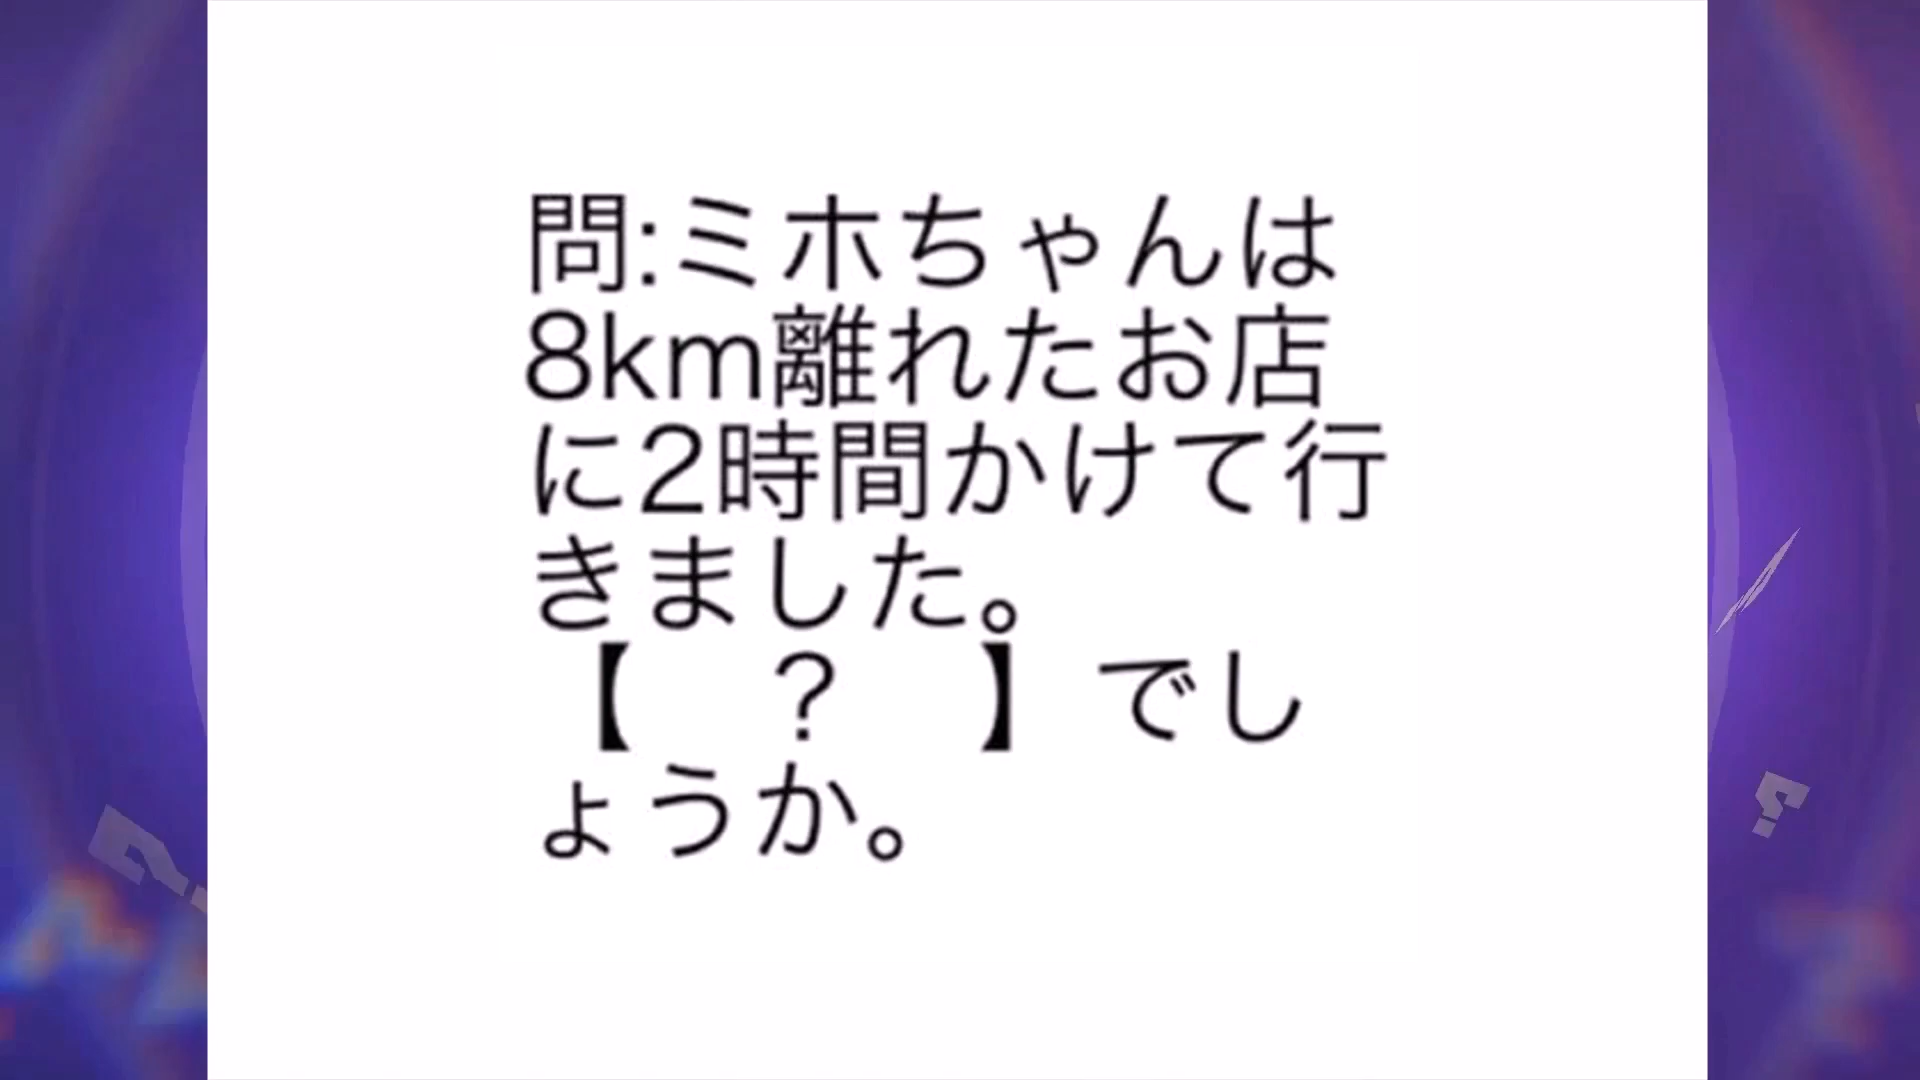 問:ミホちゃんは
8km離れたお店
に2時間かけて行
きました。
【　?　】でし
ょうか。